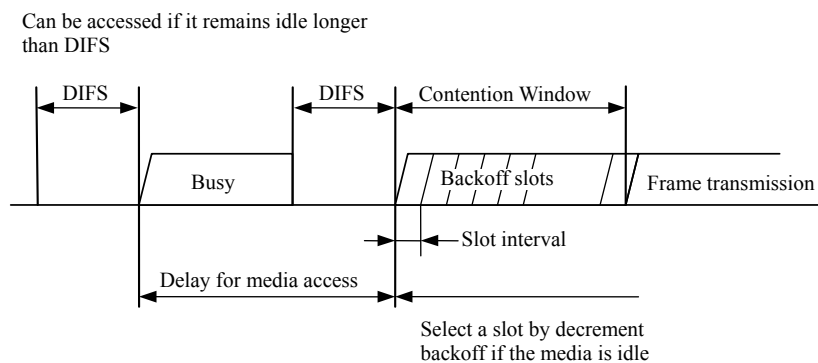 Can be accessed if it remains idle longer
than DIFS
DIFS
DIFS
Contention Window
Busy
Backoff slots
Frame transmission
Slot interval
Delay for media access
Select a slot by decrement
backoff if the media is idle